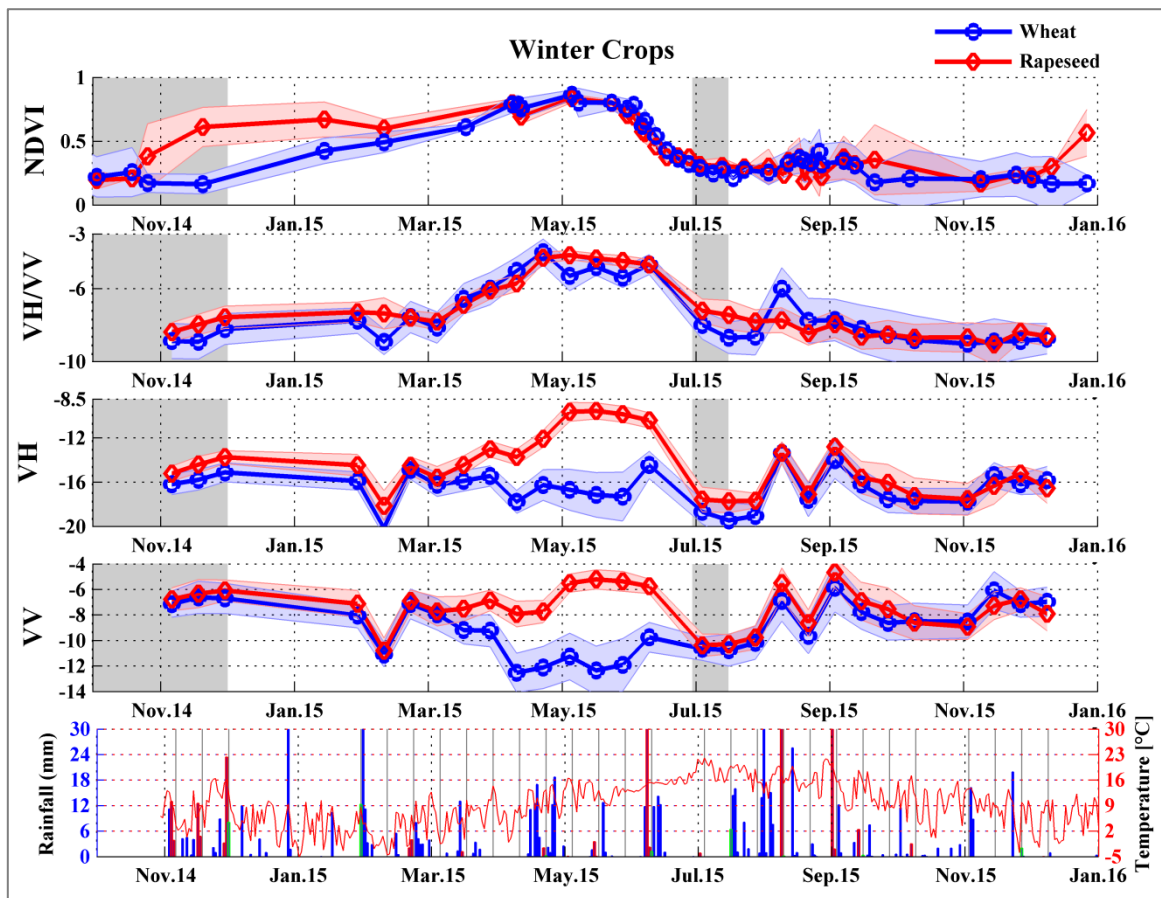 Winter Crops
Wheat
Rapeseed
NDVI
1
0.5
0
Nov.14 Jan.15 Mar.15 May.15 Jul.15 Sep.15 Nov.15 Jan.16
VH/VV
-3
-6
-10
Nov.14 Jan.15 Mar.15 May.15 Jul.15 Sep.15 Nov.15 Jan.16
VH
-8.5
-12
-16
-20
Nov.14 Jan.15 Mar.15 May.15 Jul.15 Sep.15 Nov.15 Jan.16
VV
-4
-6
-8
-10
-12
-14
Nov.14 Jan.15 Mar.15 May.15 Jul.15 Sep.15 Nov.15 Jan.16
Rainfall (mm)
30
24
18
12
6
0
30
23
16
9
2
-5
Temperature [°C]
Nov.14 Jan.15 Mar.15 May.15 Jul.15 Sep.15 Nov.15 Jan.16